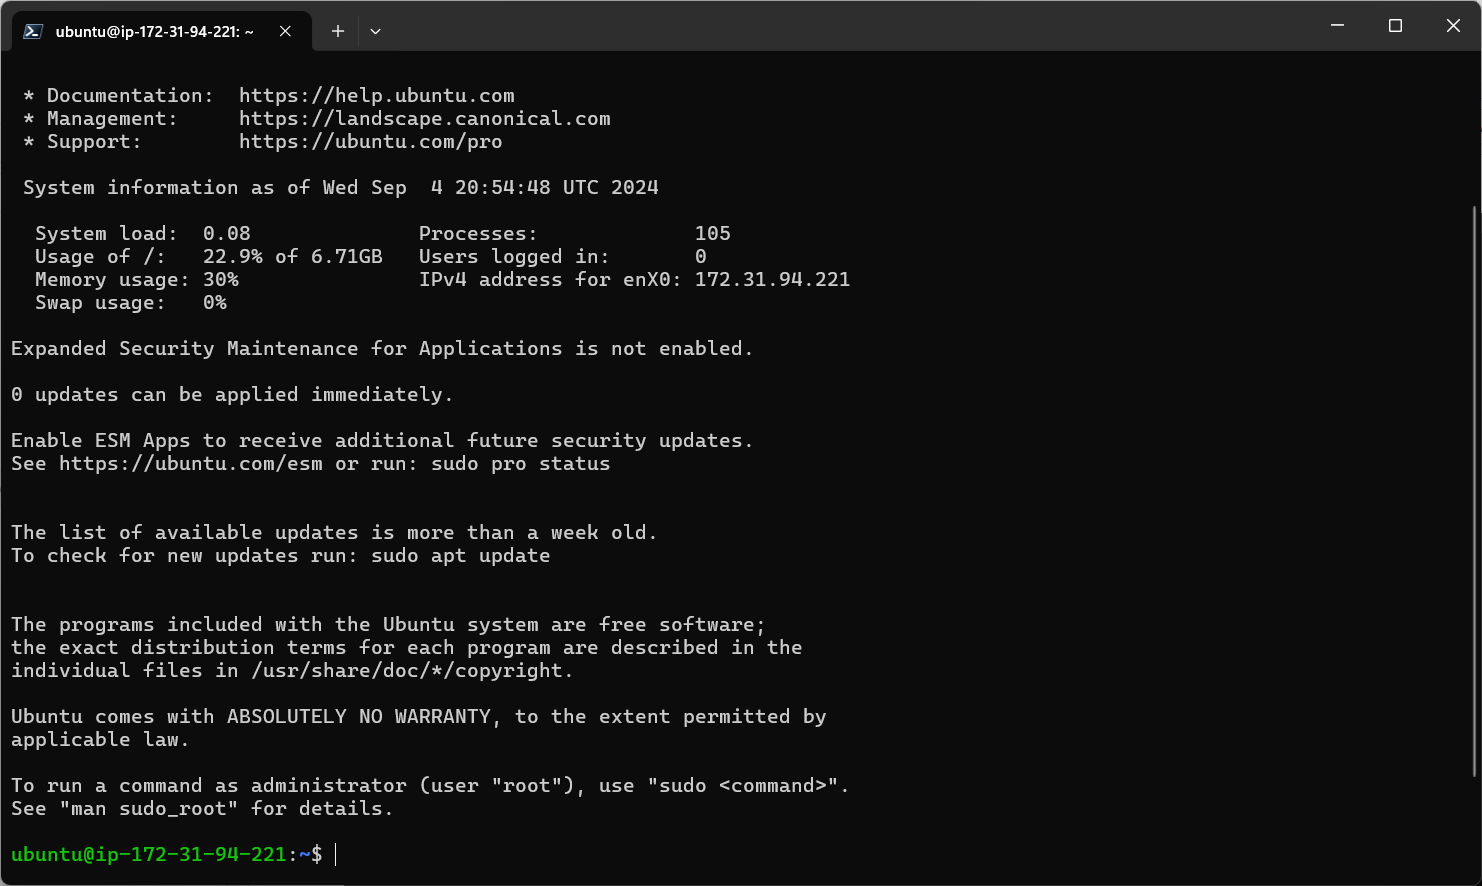 ubuntu@ip-172-31-94-221: ~
* Documentation:  https://help.ubuntu.com
* Management:     https://landscape.canonical.com
* Support:        https://ubuntu.com/pro
System information as of Wed Sep  4 20:54:48 UTC 2024
System load:  0.08              Processes:             105
Usage of /:   22.9% of 6.71GB   Users logged in:       0
Memory usage: 30%               IPv4 address for enX0: 172.31.94.221
Swap usage:   0%
Expanded Security Maintenance for Applications is not enabled.
0 updates can be applied immediately.
Enable ESM Apps to receive additional future security updates.
See https://ubuntu.com/esm or run: sudo pro status
The list of available updates is more than a week old.
To check for new updates run: sudo apt update
The programs included with the Ubuntu system are free software;
the exact distribution terms for each program are described in the
individual files in /usr/share/doc/*/copyright.
Ubuntu comes with ABSOLUTELY NO WARRANTY, to the extent permitted by
applicable law.
To run a command as administrator (user "root"), use "sudo <command>".
See "man sudo_root" for details.
ubuntu@ip-172-31-94-221:~$